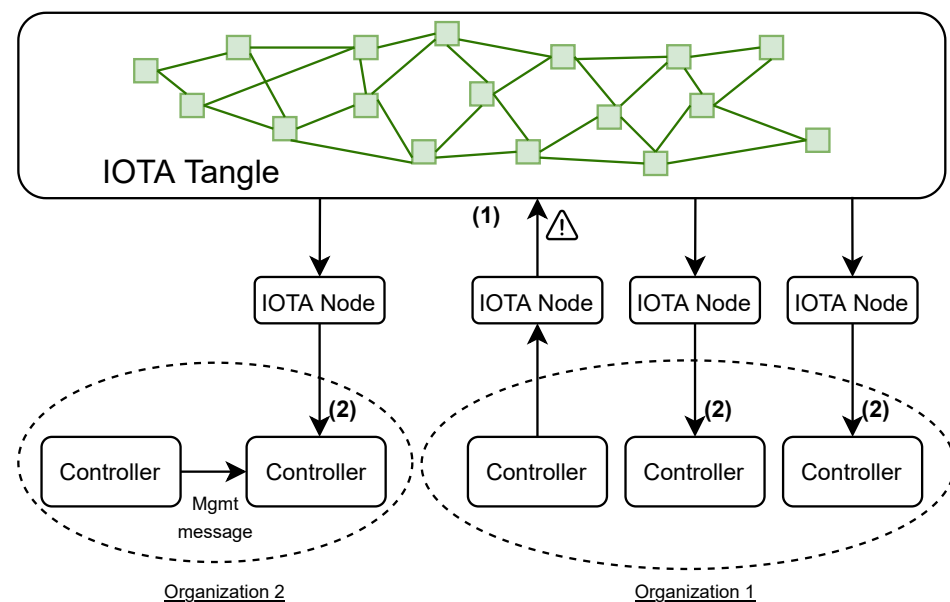 IOTA Tangle
(1)
IOTA Node
IOTA Node
IOTA Node
IOTA Node
(2)
(2)
(2)
Controller
Controller
Controller
Controller
Controller
Mgmt
message
Organization 2
Organization 1